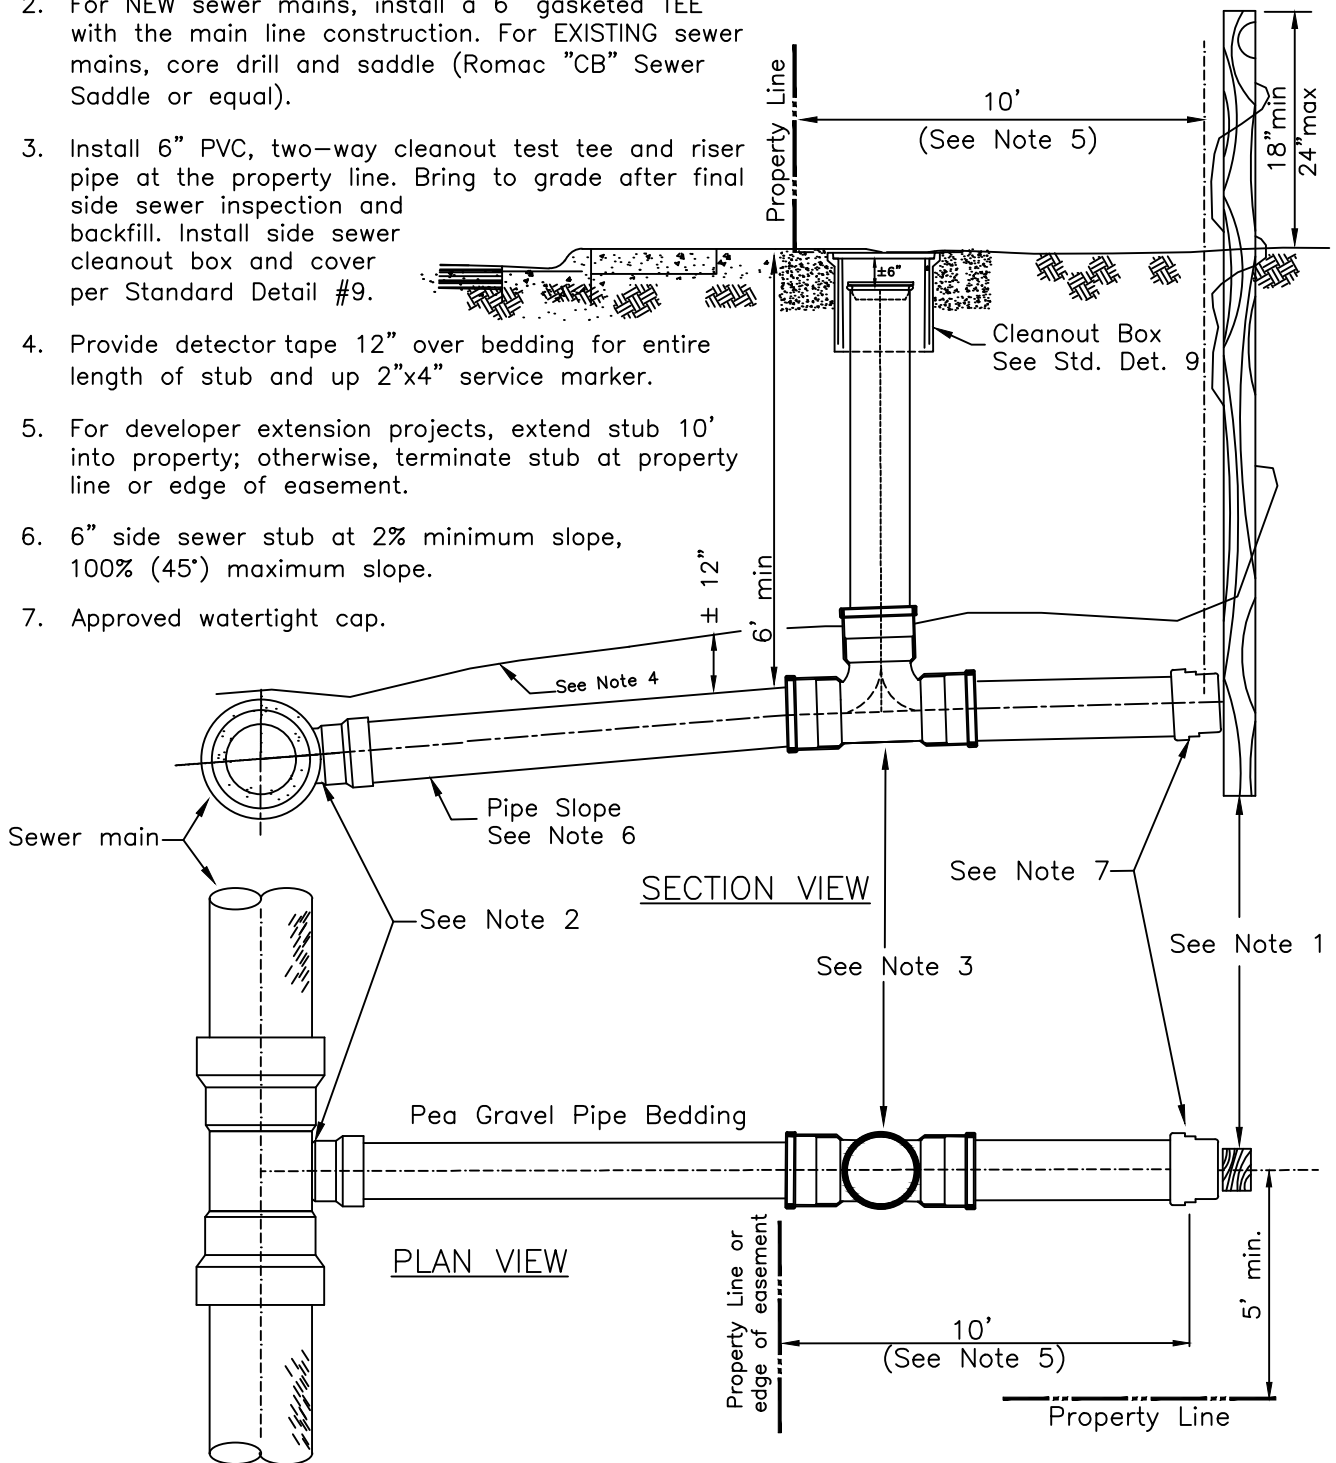 2. For NEW sewer mains, install a 6" gasketed TEE
with the main line construction. For EXISTING sewer
mains, core drill and saddle (Romac "CB" Sewer
Saddle or equal).
3. Install 6" PVC, two-way cleanout test tee and riser
pipe at the property line. Bring to grade after final
side sewer inspection and
backfill. Install side sewer
cleanout box and cover
per Standard Detail #9.
4. Provide detector tape 12" over bedding for entire
length of stub and up 2"x4" service marker.
5. For developer extension projects, extend stub 10'
into property; otherwise, terminate stub at property
line or edge of easement.
6. 6" side sewer stub at 2% minimum slope,
100% (45°) maximum slope.
7. Approved watertight cap.
Property Line
10'
(See Note 5)
18"min
24"max
±6"
Cleanout Box
See Std. Det. 9
± 12"
6' min
See Note 4
Pipe Slope
See Note 6
Sewer main
SECTION VIEW
See Note 7
See Note 2
See Note 3
See Note 1
Pea Gravel Pipe Bedding
PLAN VIEW
Property Line or
edge of easement
10'
(See Note 5)
5' min.
Property Line